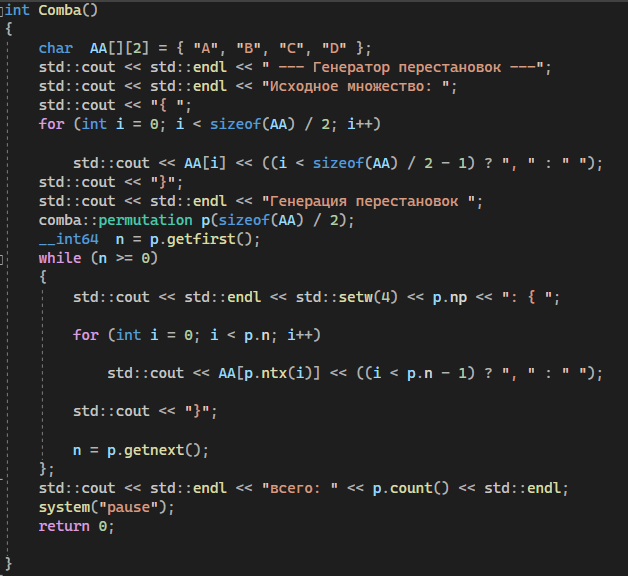 int Comba()
{
char  AA[][2] = { "A", "B", "C", "D" };
std::cout << std::endl << " --- Генератор перестановок ---";
std::cout << std::endl << "Исходное множество: ";
std::cout << "{ ";
for (int i = 0; i < sizeof(AA) / 2; i++)
std::cout << AA[i] << ((i < sizeof(AA) / 2 - 1) ? ", " : " ");
std::cout << "}";
std::cout << std::endl << "Генерация перестановок ";
comba::permutation p(sizeof(AA) / 2);
__int64  n = p.getfirst();
while (n >= 0)
{
std::cout << std::endl << std::setw(4) << p.np << ": { ";
for (int i = 0; i < p.n; i++)
std::cout << AA[p.ntx(i)] << ((i < p.n - 1) ? ", " : " ");
std::cout << "}";
n = p.getnext();
};
std::cout << std::endl << "всего: " << p.count() << std::endl;
system("pause");
return 0;
}